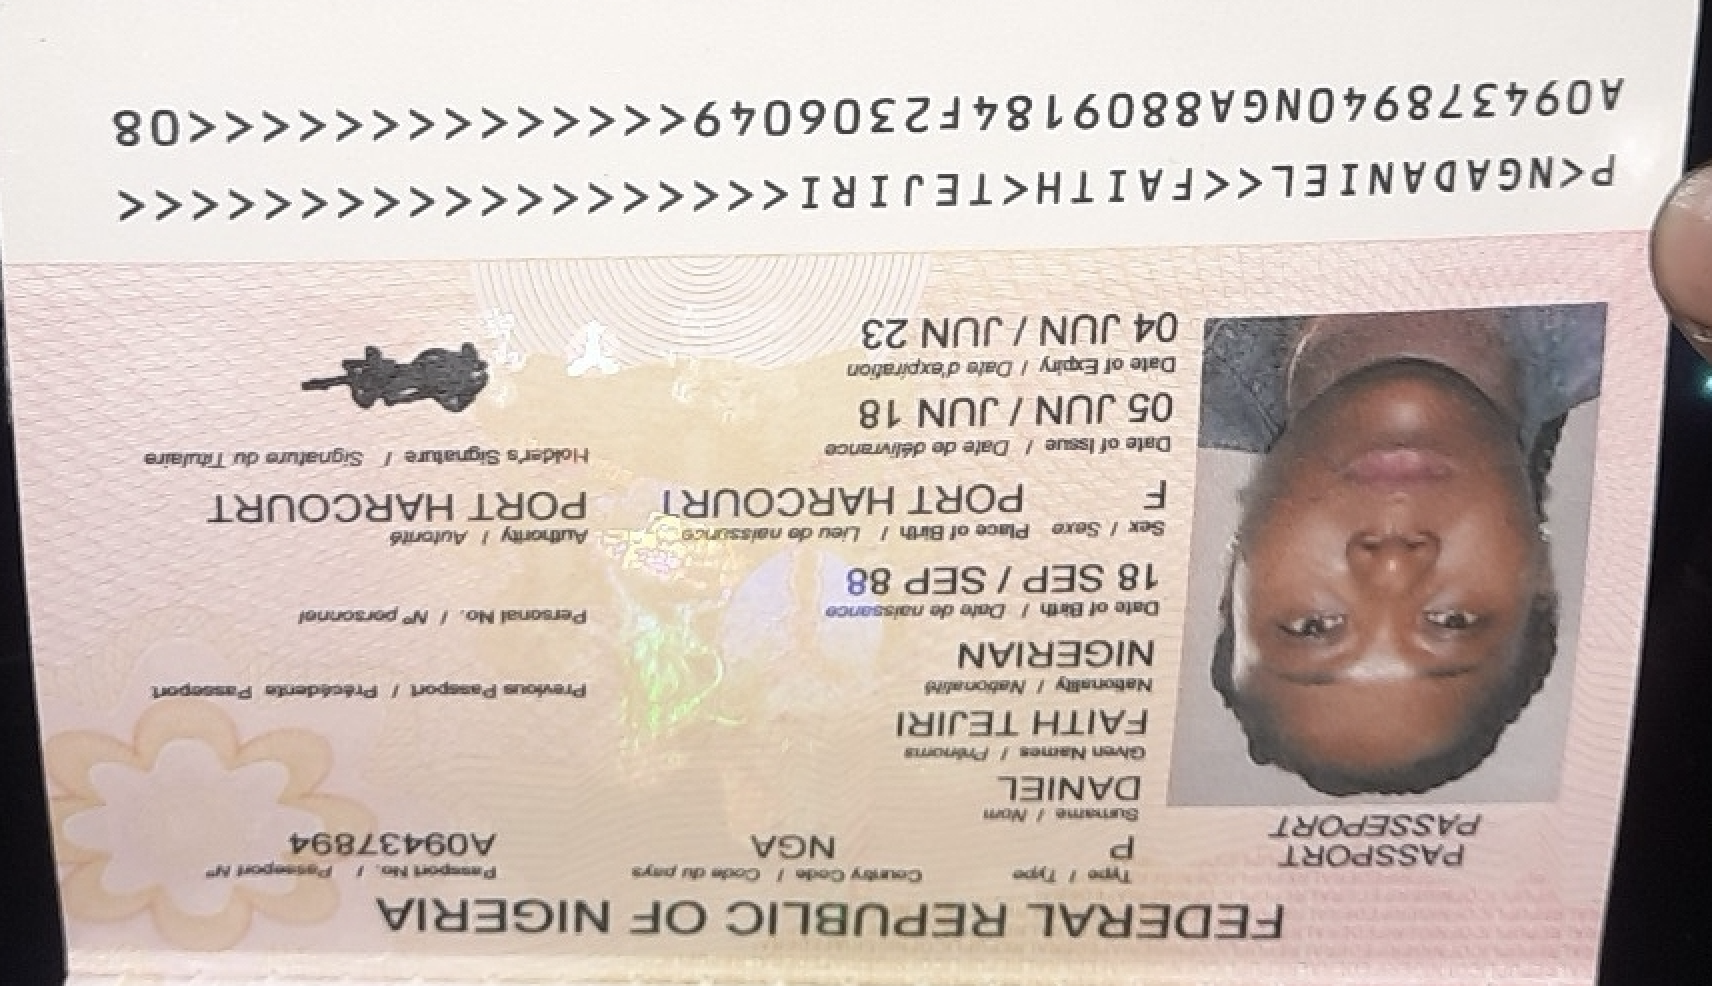 FEDERAL REPUBLIC OF NIGERIA
PASSPORT
PASSEPORT
Type / Type
P
Country Code / Code du pays
NGA
Passport No. / Passeport Nº
A09437894
Surname / Nom
DANIEL
Given Names / Prénoms
FAITH TEJIRI
Nationality / Nationalité
NIGERIAN
Previous Passport / Précédente Passeport
Date of Birth / Date de naissance
18 SEP / SEP 88
Personal No. / Nº personnel
Sex / Sexe
F
Place of Birth / Lieu de naissance
PORT HARCOURT
Authority / Autorité
PORT HARCOURT
Date of Issue / Date de délivrance
05 JUN / JUN 18
Holder's Signature / Signature du Titulaire
Date of Expiry / Date d'expiration
04 JUN / JUN 23
P<NGADANIEL<<FAITH<TEJIRI<<<<<<<<<<<<<<<<<<<
A094378940NGA8809184F2306049<<<<<<<<<<<<<<08